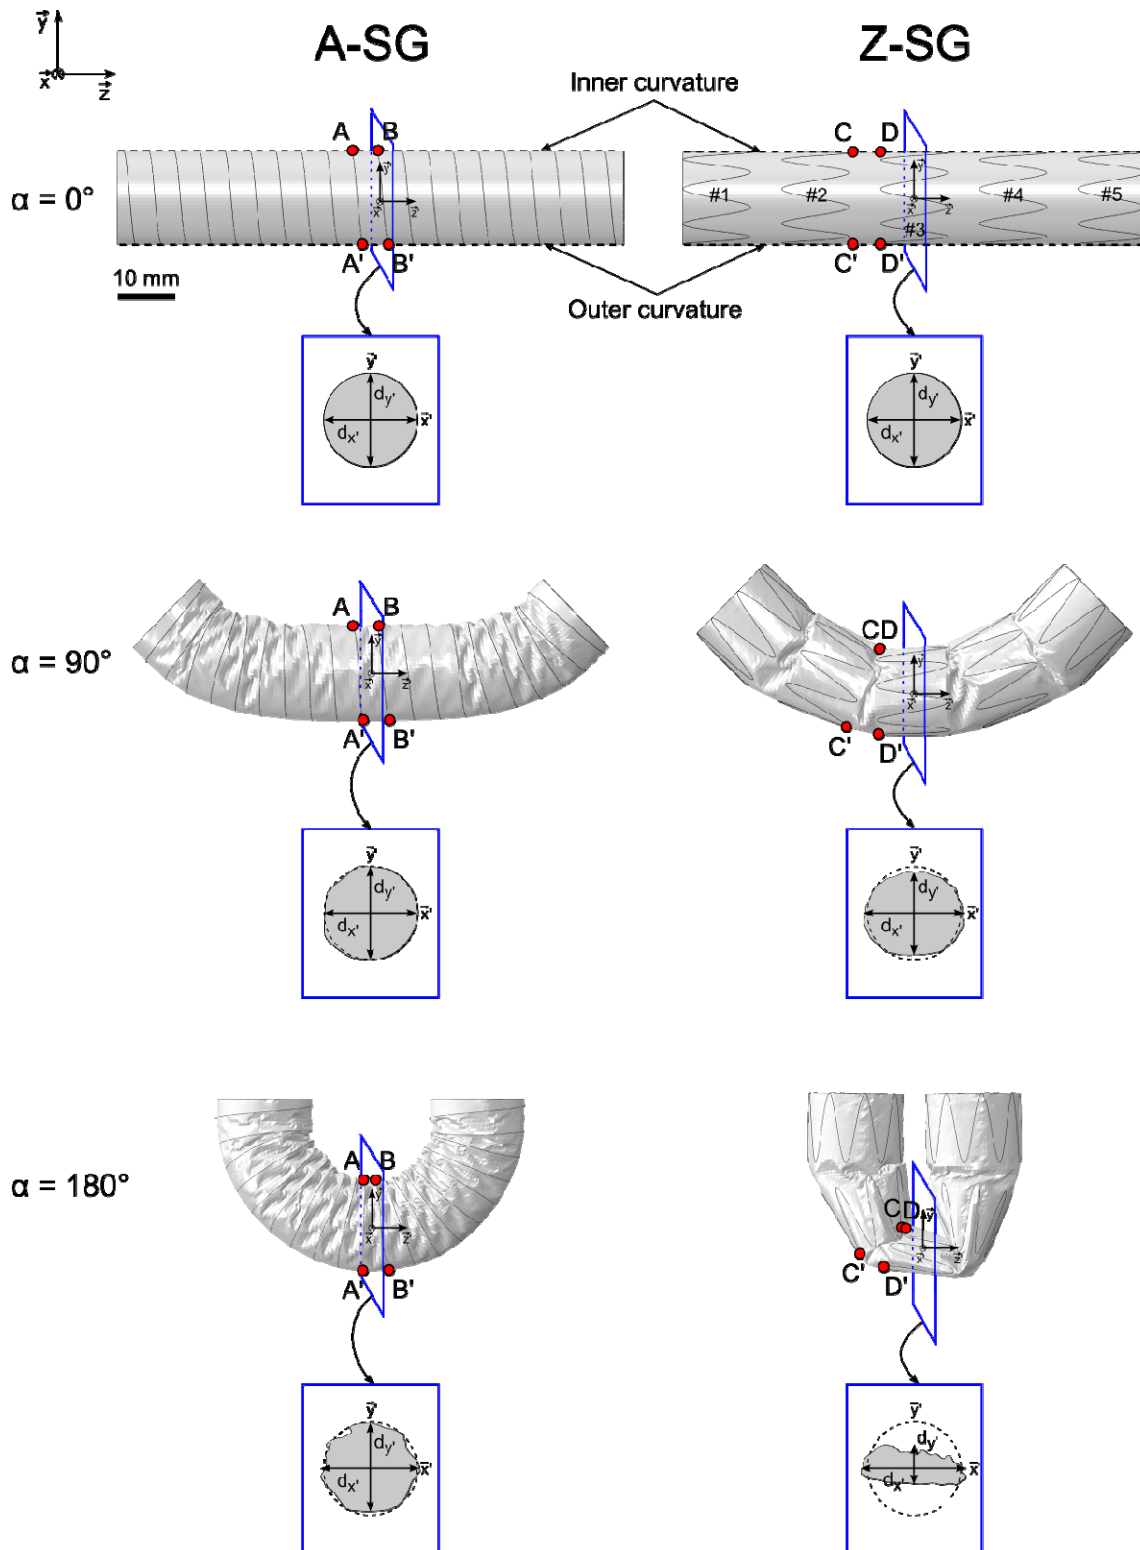 y
x
z
A-SG
Z-SG
Inner curvature
A
B
C
D
α = 0°
y
x
z
#1
#2
y
x
z
#3
#4
#5
A'
B'
C'
D'
10 mm
Outer curvature
y'
dy'
x'
dx'
y'
dy'
x'
dx'
α = 90°
A
B
y
x
z
A'
B'
CD
y
x
z
C'
D'
y'
dy'
x'
dx'
y'
dy'
x'
dx'
α = 180°
A
B
y
x
z
A'
B'
CD
y
x
z
C'
D'
y'
dy'
x'
dx'
y'
dy'
x
dx'